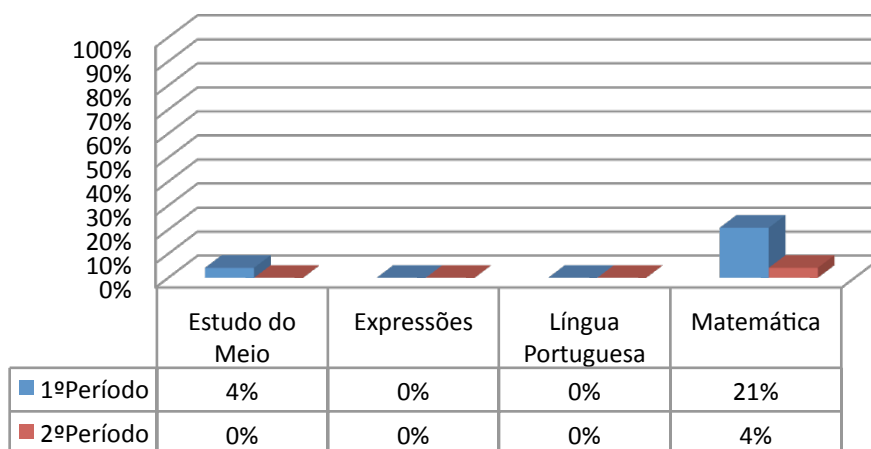 100%
90%
80%
70%
60%
50%
40%
30%
20%
10%
0%
Estudo do Meio
Expressões
Língua Portuguesa
Matemática
1ºPeríodo 4% 0% 0% 21%
2ºPeríodo 0% 0% 0% 4%